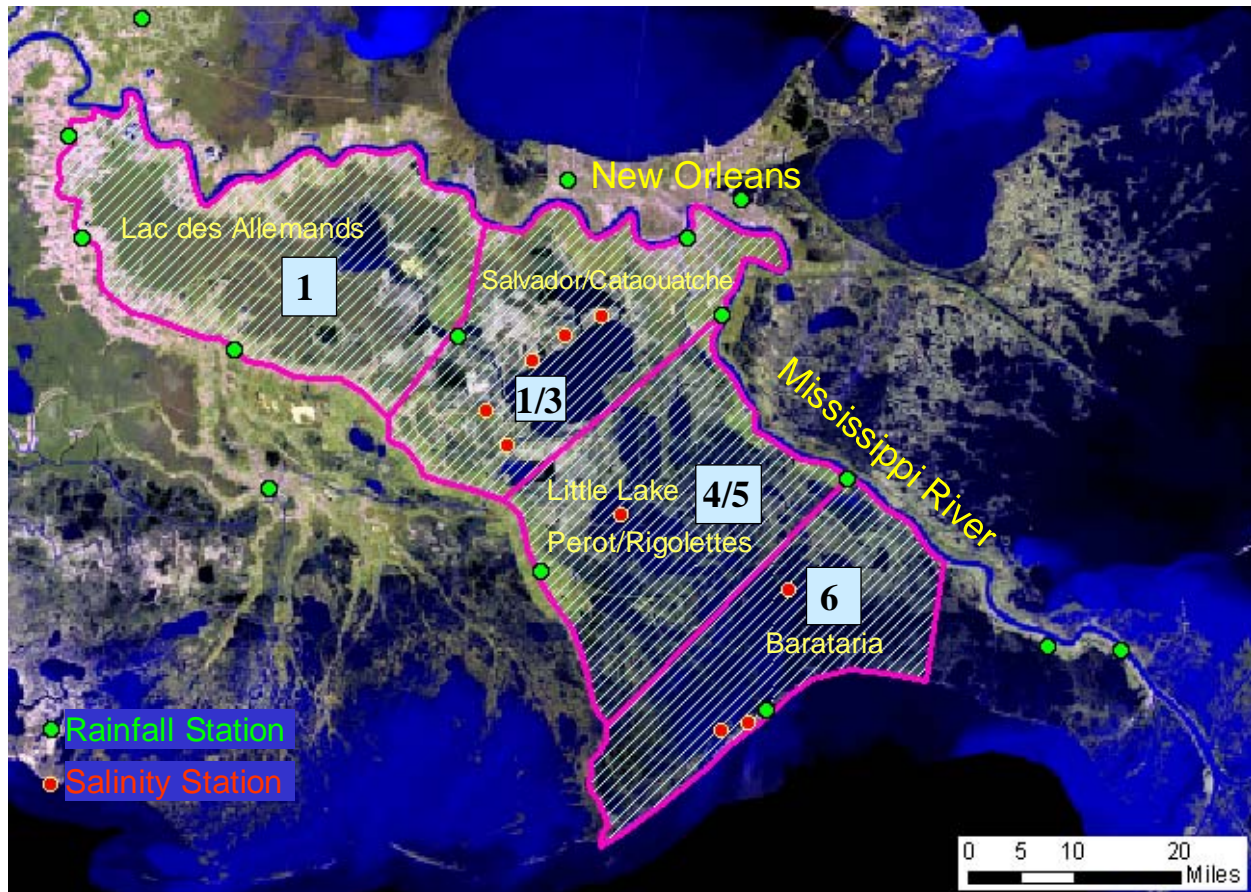 New Orleans
Lac des Allemands
1
Salvador/Cataouatche
Mississippi River
1/3
Little Lake
4/5
Perot/Rigolettes
6
Barataria
Rainfall Station
Salinity Station
0 5 10 20
Miles